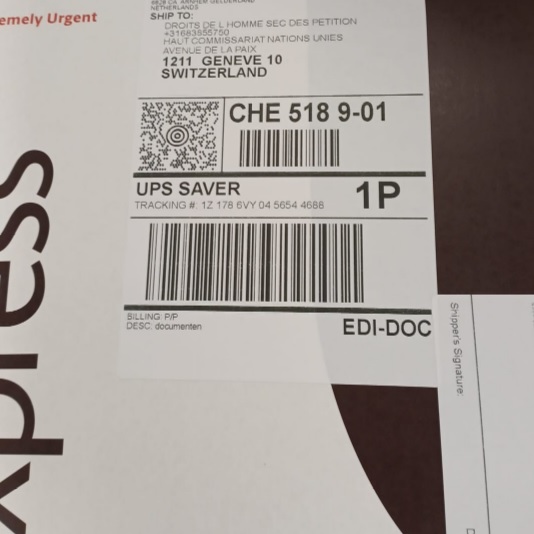 emely Urgent
NETHERLANDS
SHIP TO:
DROITS DE L HOMME SEC DES PETITION
+31683655750
HAUT COMMISSARIAT NATIONS UNIES
AVENUE DE LA PAIX
1211 GENEVE 10
SWITZERLAND
CHE 518 9-01
UPS SAVER
1P
TRACKING #: 1Z 178 6VY 04 5654 4688
BILLING: P/P
DESC: documenten
EDI-DOC
xpress
Shipper's Signature: